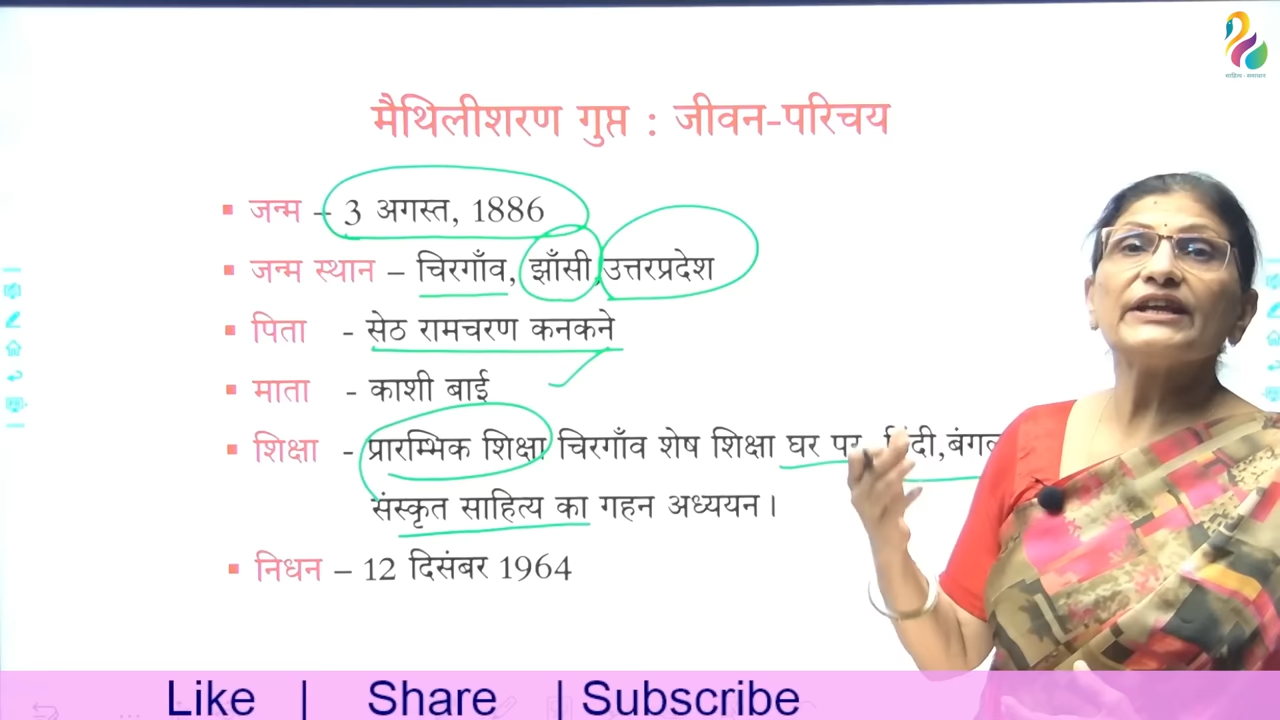 साहित्य - समाधान
मैथिलीशरण गुप्त : जीवन-परिचय
▪ जन्म – 3 अगस्त, 1886
▪ जन्म स्थान – चिरगाँव, झाँसी, उत्तरप्रदेश
▪ पिता - सेठ रामचरण कनकने
▪ माता - काशी बाई
▪ शिक्षा - प्रारम्भिक शिक्षा चिरगाँव शेष शिक्षा घर पर
संस्कृत साहित्य का गहन अध्ययन।
▪ निधन – 12 दिसंबर 1964
Like | Share | Subscribe